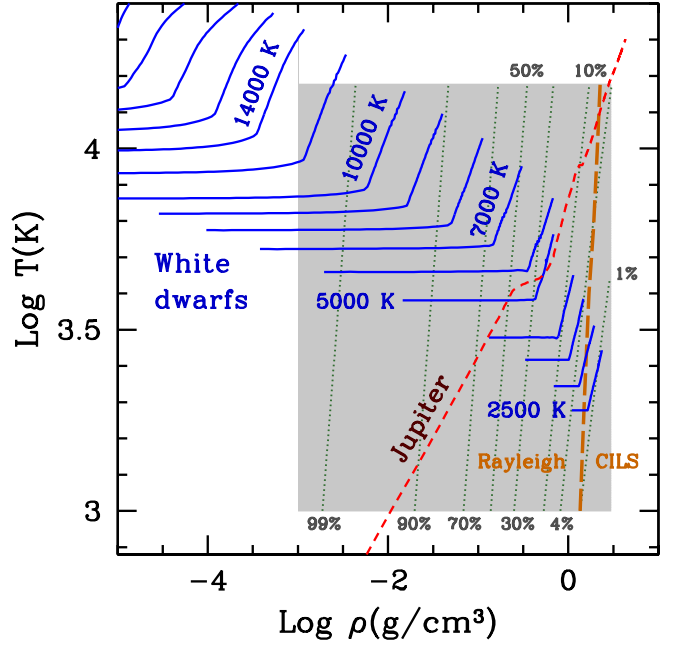 50% 10%
14000 K
4
10000 K
7000 K
White
dwarfs
5000 K
1%
Log T(K)
3.5
Jupiter
2500 K
Rayleigh CILS
3
99% 90% 70% 30% 4%
−4 −2 0
Log ρ(g/cm³)